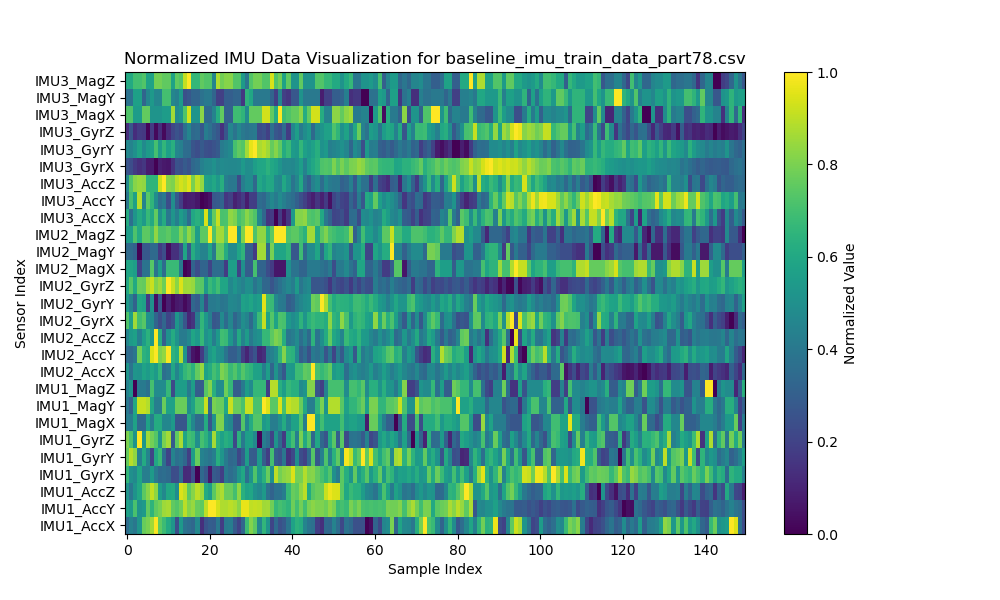 Normalized IMU Data Visualization for baseline_imu_train_data_part78.csv
IMU3_MagZ
IMU3_MagY
IMU3_MagX
IMU3_GyrZ
IMU3_GyrY
IMU3_GyrX
IMU3_AccZ
IMU3_AccY
IMU3_AccX
IMU2_MagZ
IMU2_MagY
IMU2_MagX
IMU2_GyrZ
IMU2_GyrY
IMU2_GyrX
IMU2_AccZ
IMU2_AccY
IMU2_AccX
IMU1_MagZ
IMU1_MagY
IMU1_MagX
IMU1_GyrZ
IMU1_GyrY
IMU1_GyrX
IMU1_AccZ
IMU1_AccY
IMU1_AccX
Sensor Index
0 20 40 60 80 100 120 140
Sample Index
1.0
0.8
0.6
0.4
0.2
0.0
Normalized Value